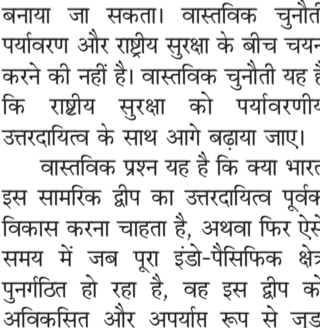 बनाया जा सकता। वास्तविक चुनौती
पर्यावरण और राष्ट्रीय सुरक्षा के बीच चयन
करने की नहीं है। वास्तविक चुनौती यह है
कि राष्ट्रीय सुरक्षा को पर्यावरणीय
उत्तरदायित्व के साथ आगे बढ़ाया जाए।
वास्तविक प्रश्न यह है कि क्या भारत
इस सामरिक द्वीप का उत्तरदायित्व पूर्वक
विकास करना चाहता है, अथवा फिर ऐसे
समय में जब पूरा इंडो-पैसिफिक क्षेत्र
पुनर्गठित हो रहा है, वह इस द्वीप को
अविकसित और अपर्याप्त रूप से जुड़ा